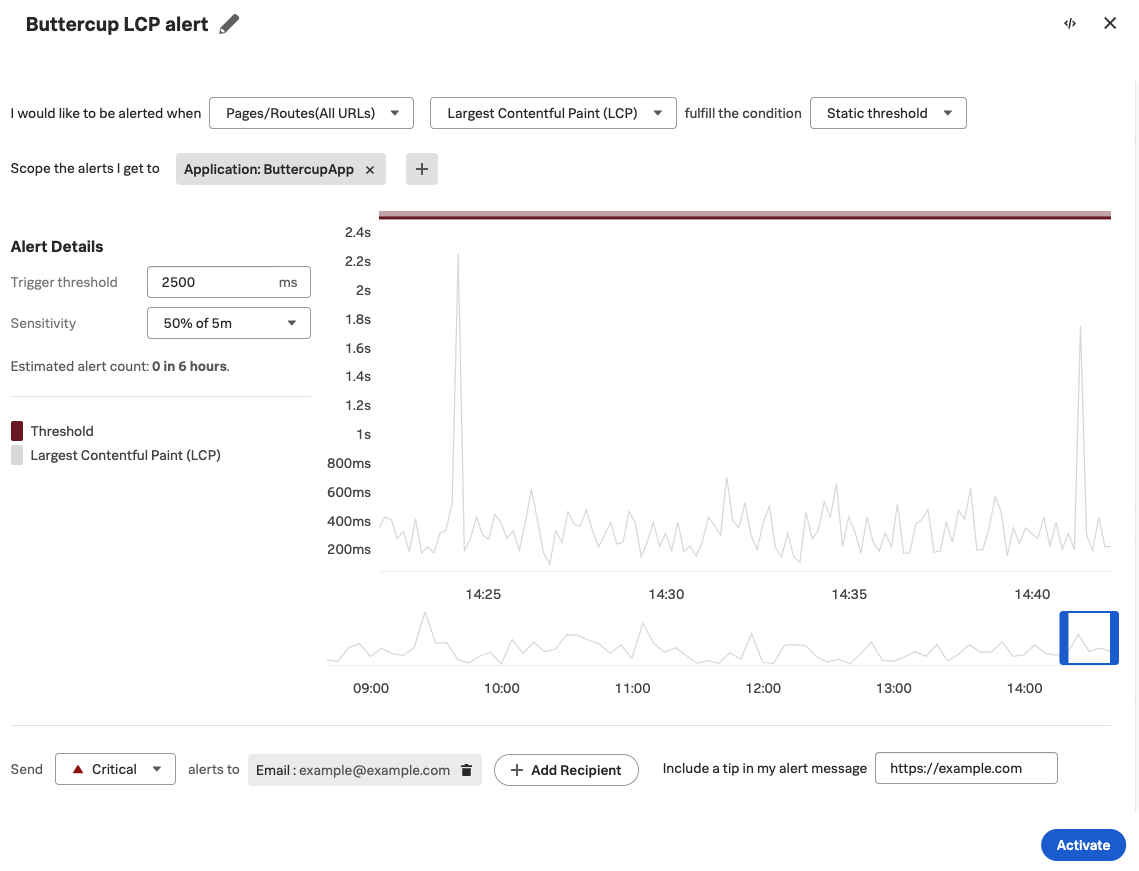 Buttercup LCP alert
I would like to be alerted when Pages/Routes(All URLs) Largest Contentful Paint (LCP) fulfill the condition Static threshold
Scope the alerts I get to Application: ButtercupApp × +
Alert Details
Trigger threshold 2500 ms
Sensitivity 50% of 5m
Estimated alert count: 0 in 6 hours.
Threshold
Largest Contentful Paint (LCP)
2.4s
2.2s
2s
1.8s
1.6s
1.4s
1.2s
1s
800ms
600ms
400ms
200ms
14:25 14:30 14:35 14:40
09:00 10:00 11:00 12:00 13:00 14:00
Send Critical alerts to Email : example@example.com + Add Recipient Include a tip in my alert message https://example.com
Activate